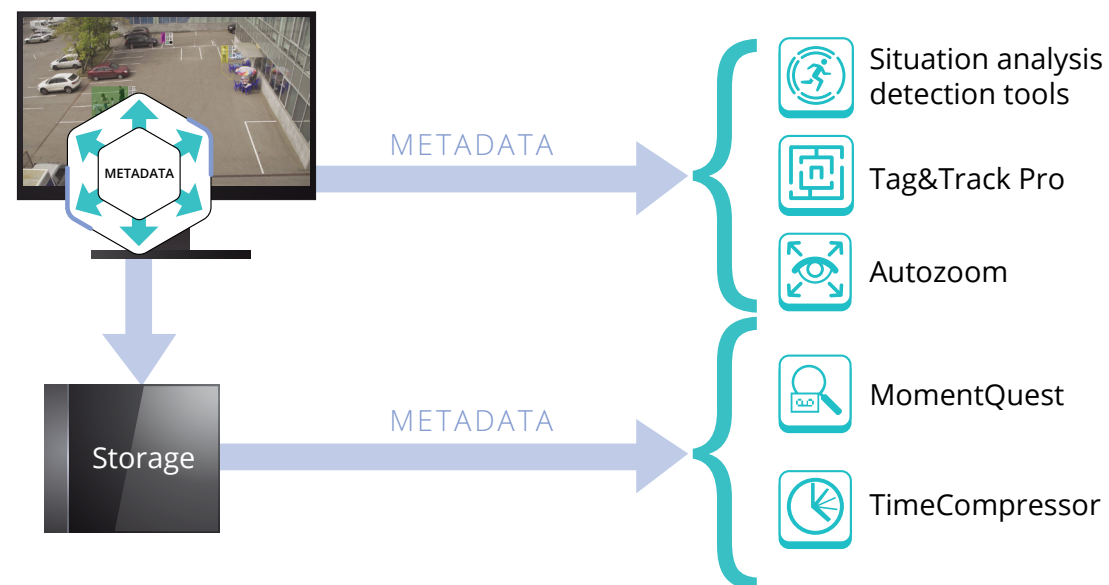 METADATA
METADATA
Situation analysis
detection tools
Tag&Track Pro
Autozoom
Storage
METADATA
MomentQuest
TimeCompressor